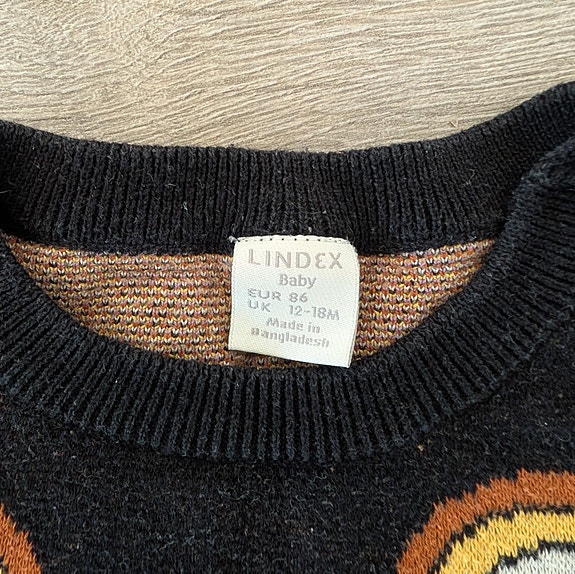 LINDEX
Baby
EUR 86
UK 12-18M
Made in
Bangladesh